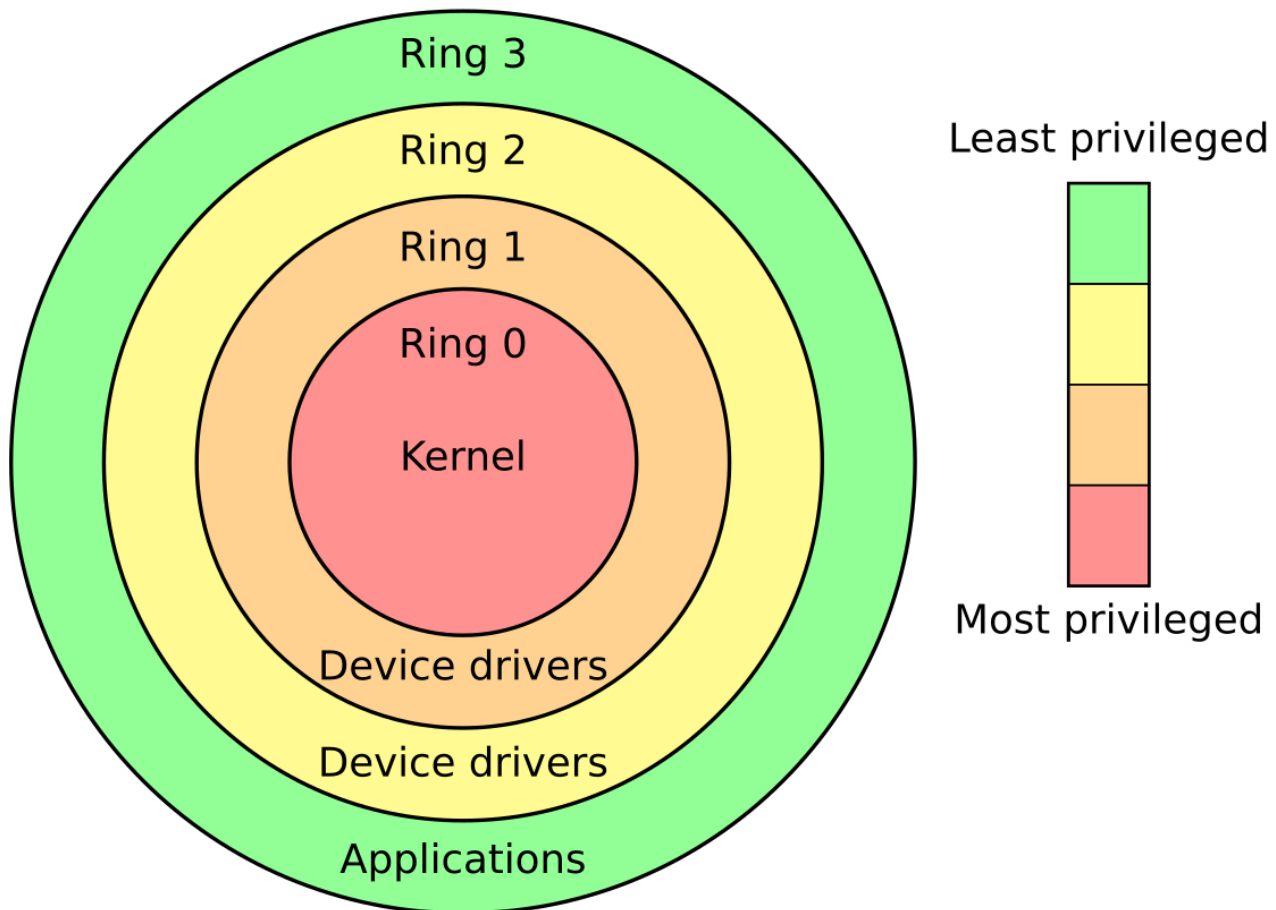 Ring 3
Ring 2
Ring 1
Ring 0
Kernel
Device drivers
Device drivers
Applications
Least privileged
Most privileged